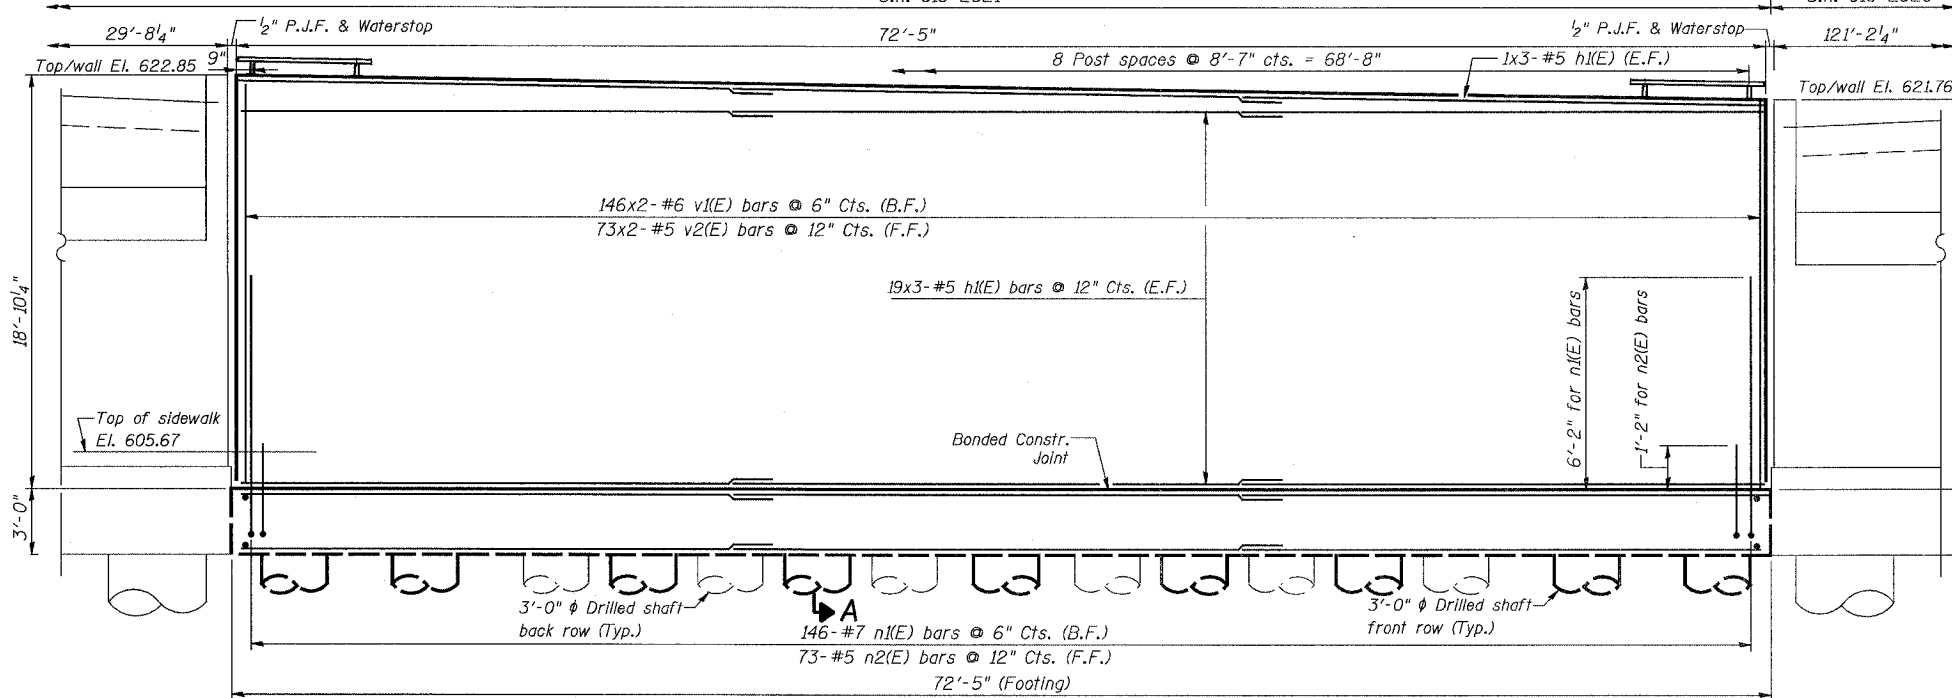 29'-8¼"
½" P.J.F. & Waterstop
72'-5"
½" P.J.F. & Waterstop
121'-2¼"
Top/wall El. 622.85
9"
8 Post spaces @ 8'-7" cts. = 68'-8"
1x3-#5 h1(E) (E.F.)
Top/wall El. 621.76
146x2-#6 v1(E) bars @ 6" Cts. (B.F.)
73x2-#5 v2(E) bars @ 12" Cts. (F.F.)
19x3-#5 h1(E) bars @ 12" Cts. (E.F.)
18'-10¼"
6'-2" for n1(E) bars
1'-2" for n2(E) bars
Top of sidewalk
El. 605.67
Bonded Constr.
Joint
3'-0"
3'-0" ϕ Drilled shaft
back row (Typ.)
A
3'-0" ϕ Drilled shaft
front row (Typ.)
146-#7 n1(E) bars @ 6" Cts. (B.F.)
73-#5 n2(E) bars @ 12" Cts. (F.F.)
72'-5" (Footing)